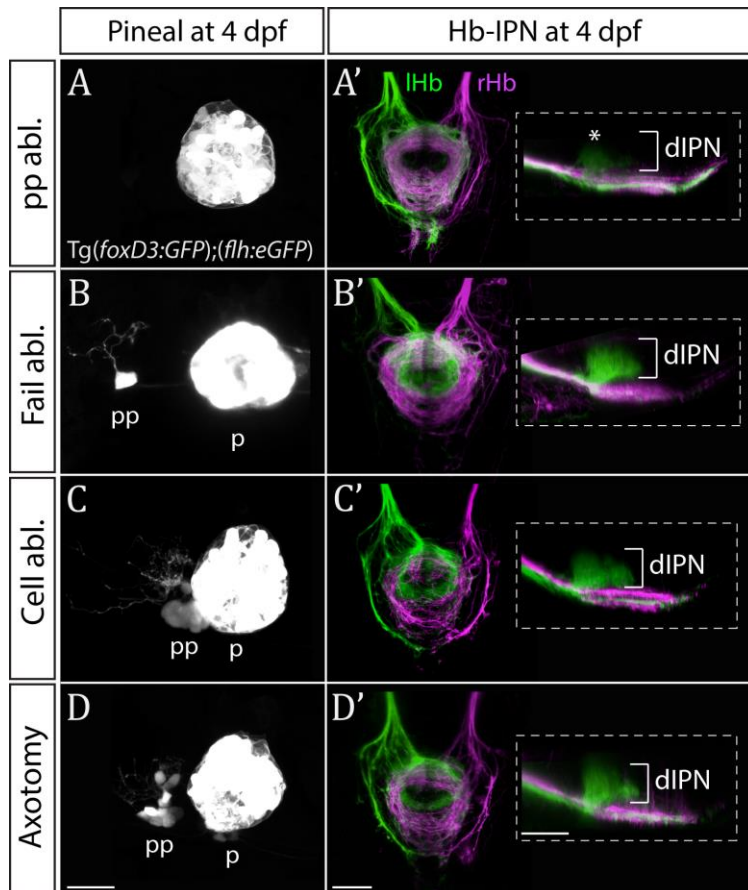 Pineal at 4 dpf
Hb-IPN at 4 dpf
pp abl.
A
Tg(foxD3:GFP);(flh:eGFP)
A'
lHb
rHb
*
dIPN
Fail abl.
B
pp
p
B'
dIPN
Cell abl.
C
pp
p
C'
dIPN
Axotomy
D
pp
p
D'
dIPN